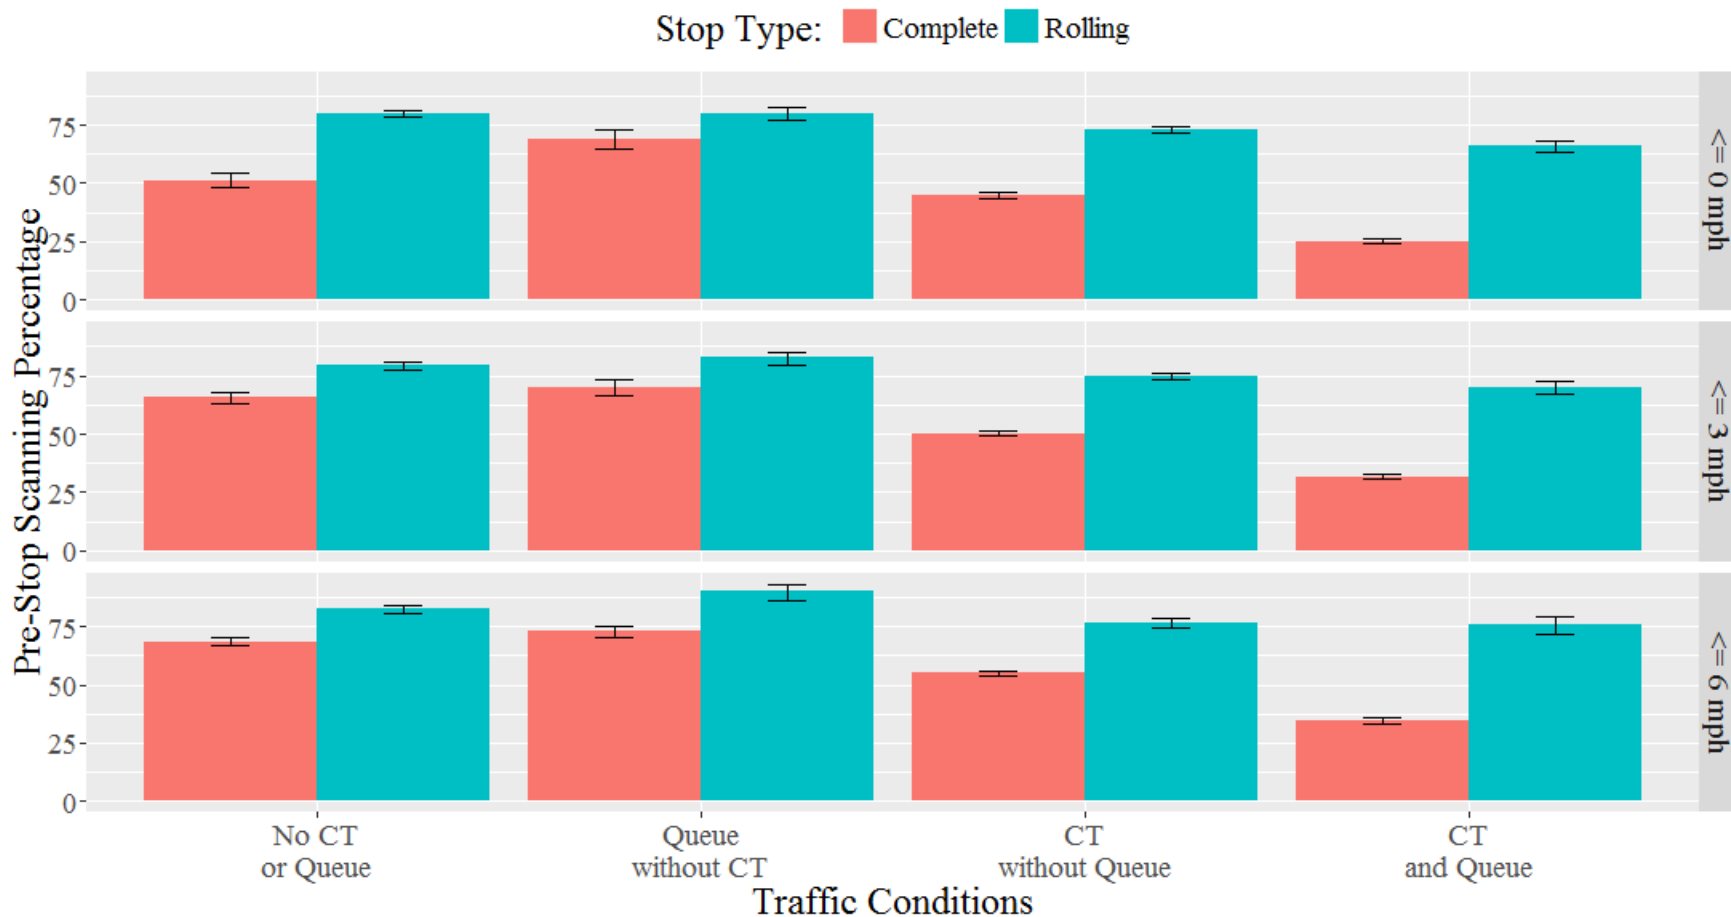 Stop Type: Complete Rolling
75
50
25
0
<= 0 mph
75
50
25
0
<= 3 mph
75
50
25
0
<= 6 mph
Pre-Stop Scanning Percentage
No CT
or Queue
Queue
without CT
CT
without Queue
CT
and Queue
Traffic Conditions